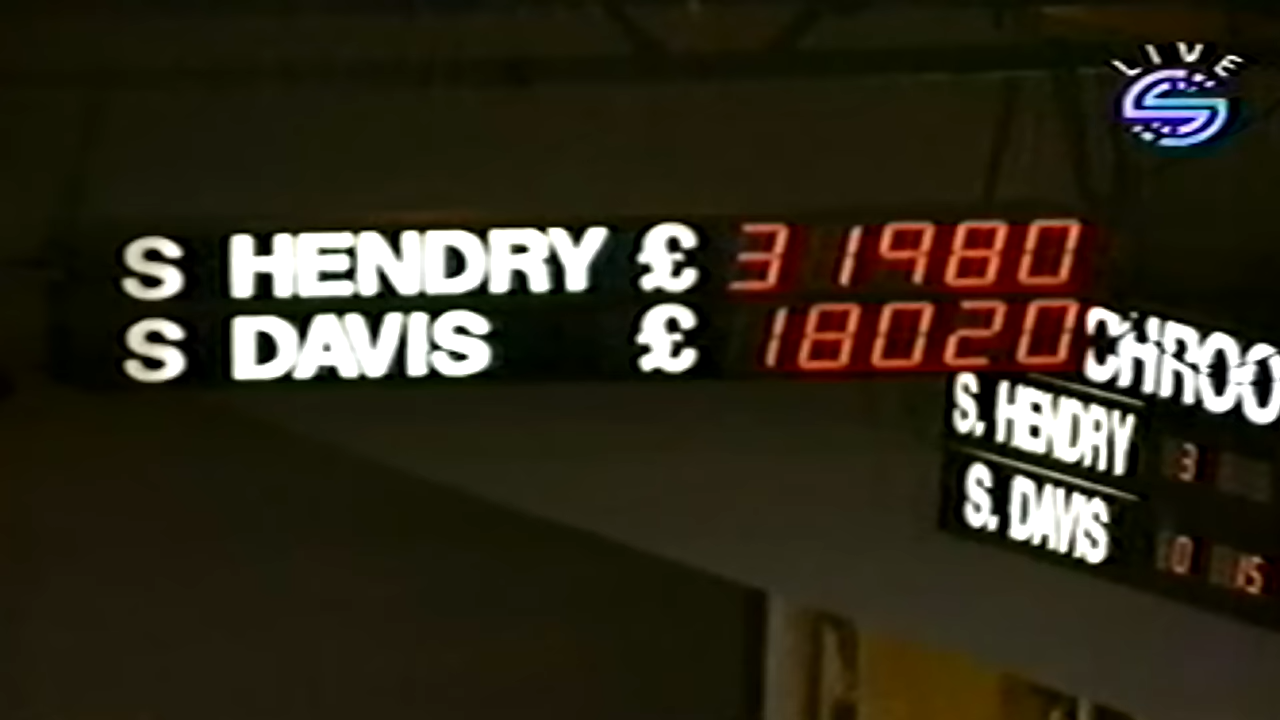 LIVE
S
S HENDRY £ 31980
S DAVIS £ 18020
S. HENDRY 3
S. DAVIS 0 15